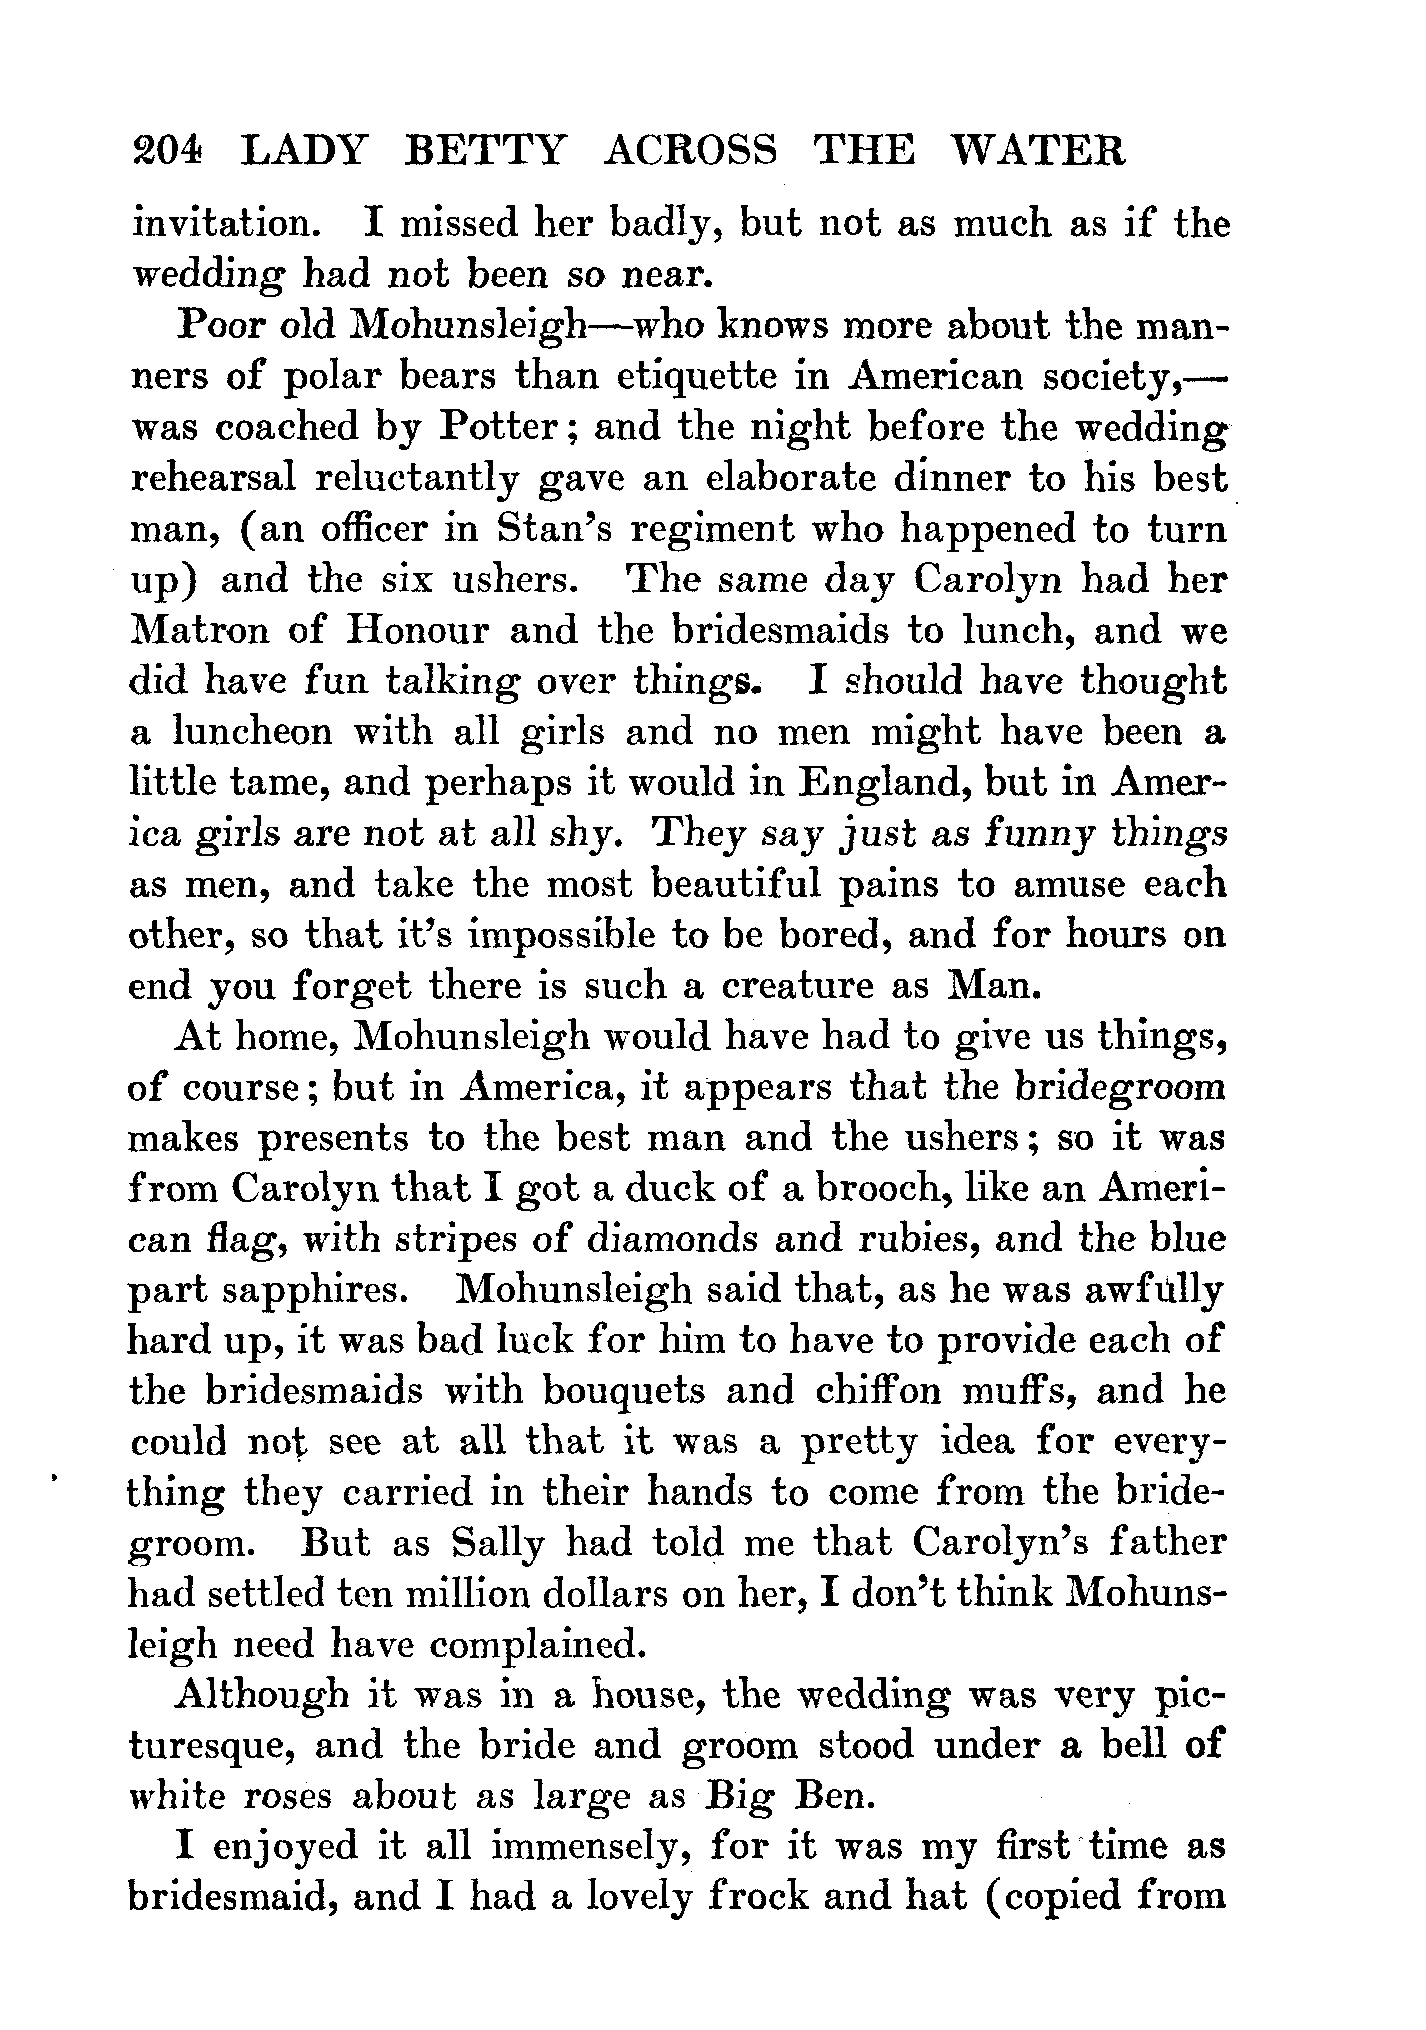 204 LADY BETTY ACROSS THE WATER
invitation. I missed her badly, but not as much as if the
wedding had not been so near.
Poor old Mohunsleigh—who knows more about the man-
ners of polar bears than etiquette in American society,—
was coached by Potter; and the night before the wedding
rehearsal reluctantly gave an elaborate dinner to his best
man, (an officer in Stan's regiment who happened to turn
up) and the six ushers. The same day Carolyn had her
Matron of Honour and the bridesmaids to lunch, and we
did have fun talking over things. I should have thought
a luncheon with all girls and no men might have been a
little tame, and perhaps it would in England, but in Amer-
ica girls are not at all shy. They say just as funny things
as men, and take the most beautiful pains to amuse each
other, so that it's impossible to be bored, and for hours on
end you forget there is such a creature as Man.
At home, Mohunsleigh would have had to give us things,
of course; but in America, it appears that the bridegroom
makes presents to the best man and the ushers; so it was
from Carolyn that I got a duck of a brooch, like an Ameri-
can flag, with stripes of diamonds and rubies, and the blue
part sapphires. Mohunsleigh said that, as he was awfully
hard up, it was bad luck for him to have to provide each of
the bridesmaids with bouquets and chiffon muffs, and he
could not see at all that it was a pretty idea for every-
thing they carried in their hands to come from the bride-
groom. But as Sally had told me that Carolyn's father
had settled ten million dollars on her, I don't think Mohuns-
leigh need have complained.
Although it was in a house, the wedding was very pic-
turesque, and the bride and groom stood under a bell of
white roses about as large as Big Ben.
I enjoyed it all immensely, for it was my first time as
bridesmaid, and I had a lovely frock and hat (copied from